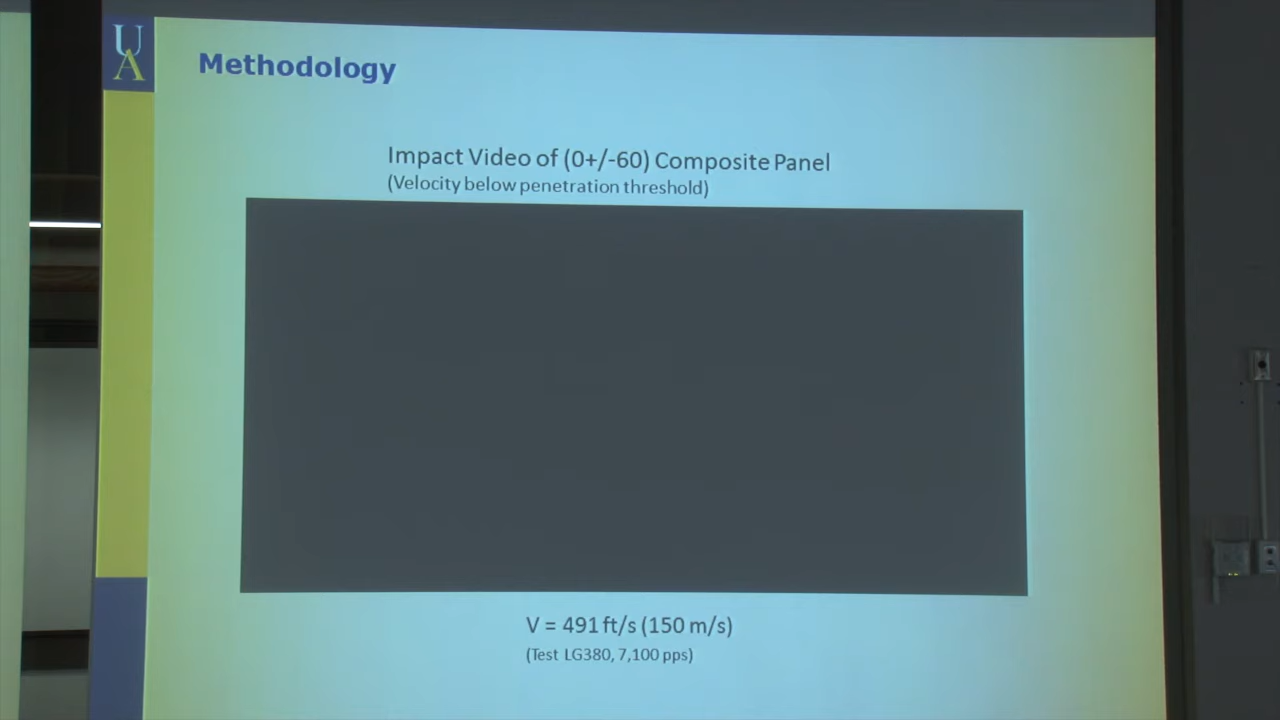 UA
Methodology
Impact Video of (0+/-60) Composite Panel
(Velocity below penetration threshold)
V = 491 ft/s (150 m/s)
(Test LG380, 7,100 pps)